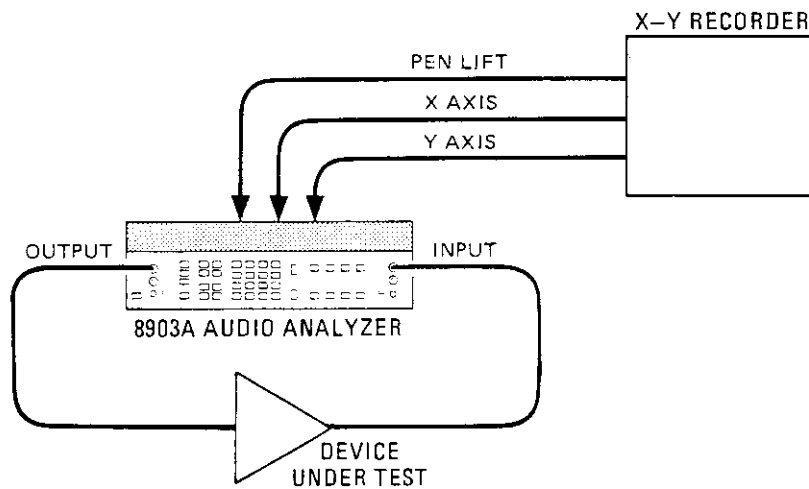 X–Y RECORDER
PEN LIFT
X AXIS
Y AXIS
OUTPUT
INPUT
8903A AUDIO ANALYZER
DEVICE
UNDER TEST